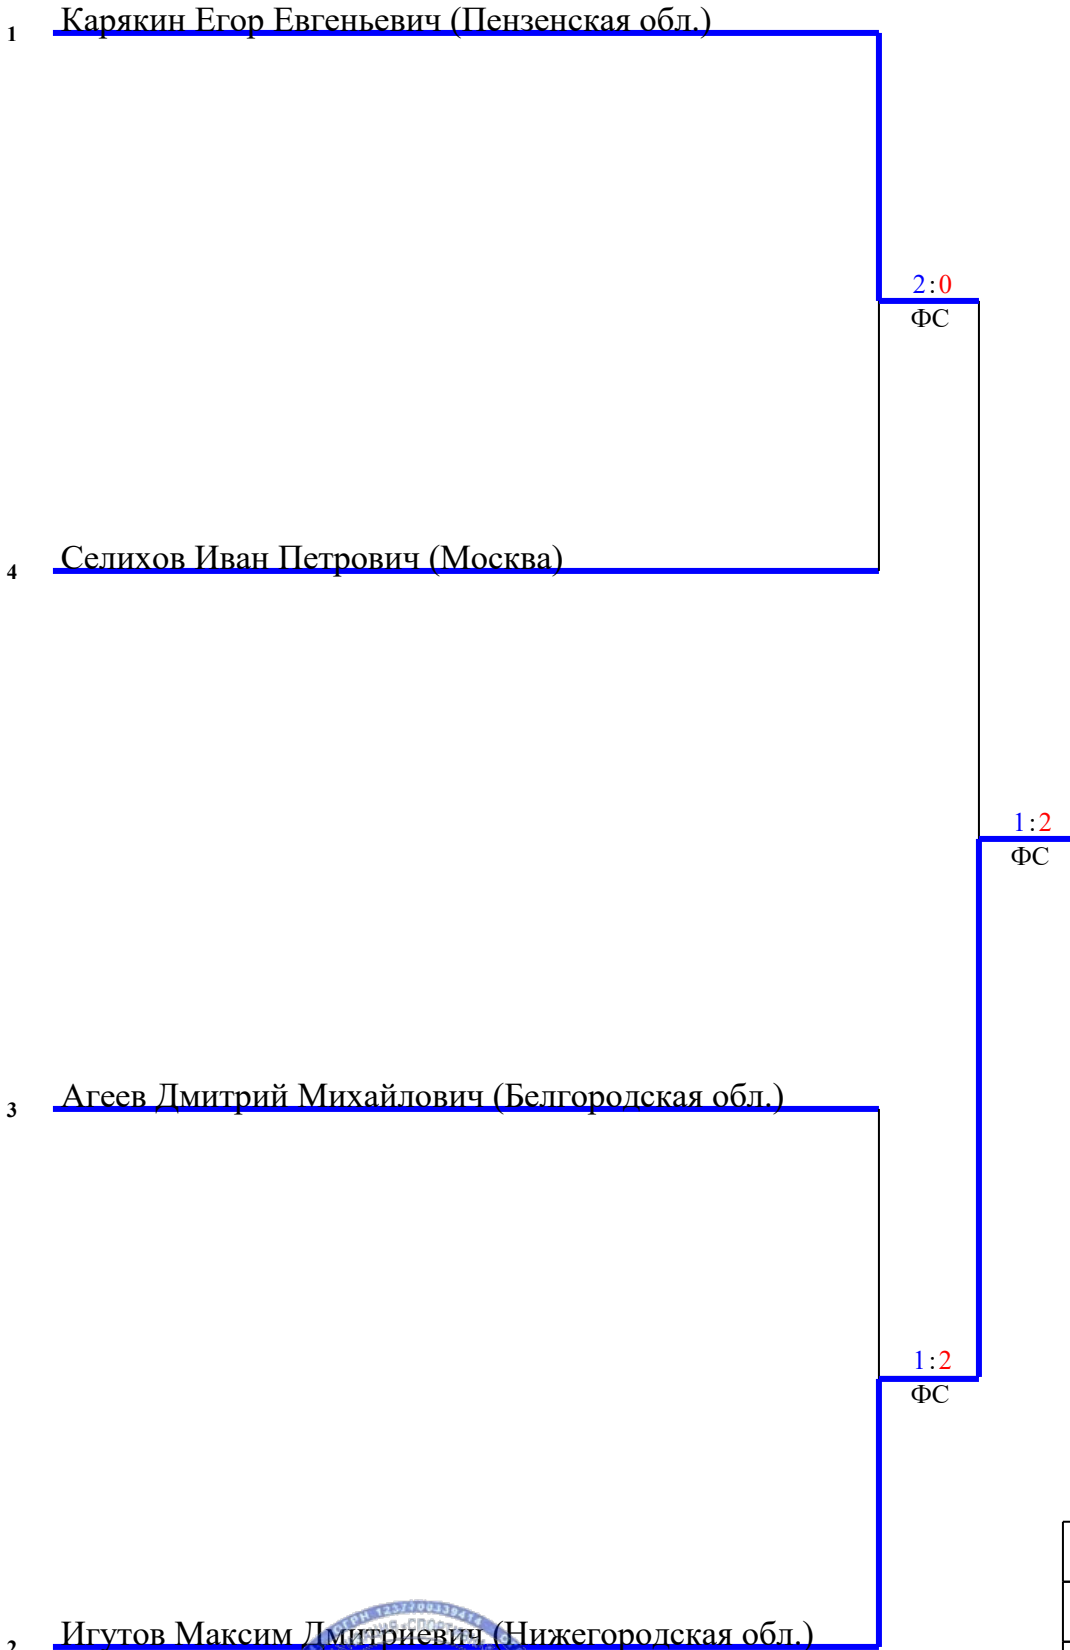 1 Карякин Егор Евгеньевич (Пензенская обл.)
2:0
ФС
4 Селихов Иван Петрович (Москва)
1:2
ФС
3 Агеев Дмитрий Михайлович (Белгородская обл.)
1:2
ФС
2 Игутов Максим Дмитриевич (Нижегородская обл.)